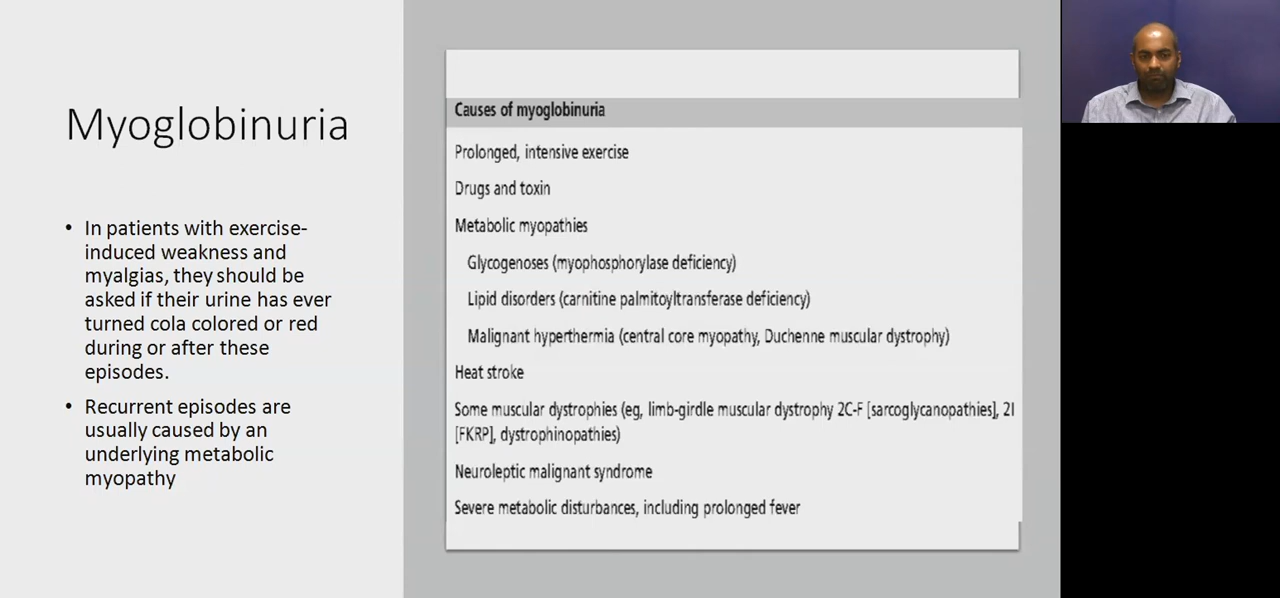 Myoglobinuria
• In patients with exercise-
induced weakness and
myalgias, they should be
asked if their urine has ever
turned cola colored or red
during or after these
episodes.
• Recurrent episodes are
usually caused by an
underlying metabolic
myopathy
Causes of myoglobinuria
Prolonged, intensive exercise
Drugs and toxin
Metabolic myopathies
Glycogenoses (myophosphorylase deficiency)
Lipid disorders (carnitine palmitoyltransferase deficiency)
Malignant hyperthermia (central core myopathy, Duchenne muscular dystrophy)
Heat stroke
Some muscular dystrophies (eg, limb-girdle muscular dystrophy 2C-F [sarcoglycanopathies], 2I
[FKRP], dystrophinopathies)
Neuroleptic malignant syndrome
Severe metabolic disturbances, including prolonged fever